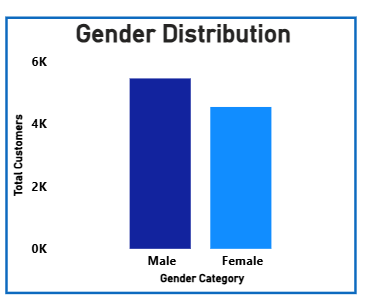 Gender Distribution
6K
4K
2K
0K
Total Customers
Male Female
Gender Category